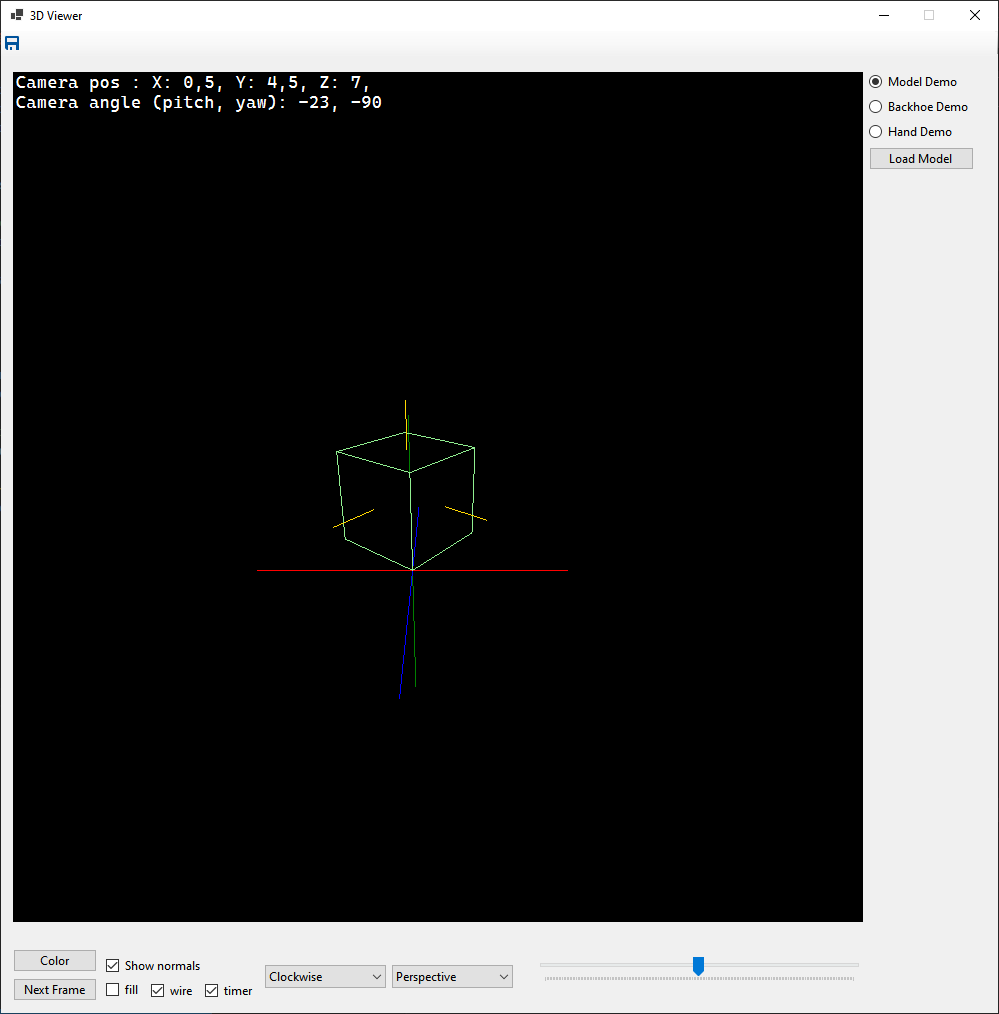 3D Viewer
Camera pos : X: 0,5, Y: 4,5, Z: 7,
Camera angle (pitch, yaw): -23, -90
Model Demo
Backhoe Demo
Hand Demo
Load Model
Color
Show normals
Next Frame
fill
wire
timer
Clockwise
Perspective